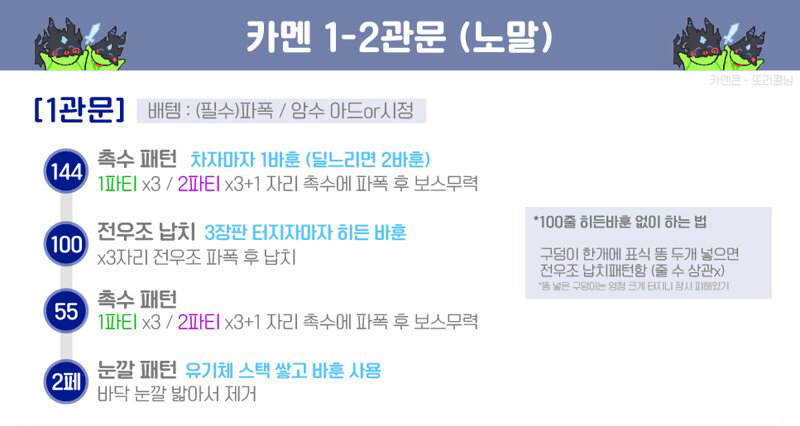 카멘 1-2관문 (노말)
카멘콘 - 또리콜님
[1관문] 배템 : (필수)파폭 / 암수 아드or시정
144 촉수 패턴 차자마자 1바훈 (딜느리면 2바훈)
1파티 x3 / 2파티 x3+1 자리 촉수에 파폭 후 보스무력
100 전우조 납치 3장판 터지자마자 히든 바훈
x3자리 전우조 파폭 후 납치
*100줄 히든바훈 없이 하는 법
구덩이 한개에 표식 똥 두개 넣으면
전우조 납치패턴함 (줄 수 상관x)
*똥 넣은 구덩이는 엄청 크게 터지니 잠시 피해있기
55 촉수 패턴
1파티 x3 / 2파티 x3+1 자리 촉수에 파폭 후 보스무력
2페 눈깔 패턴 유기체 스택 쌓고 바훈 사용
바닥 눈깔 밟아서 제거